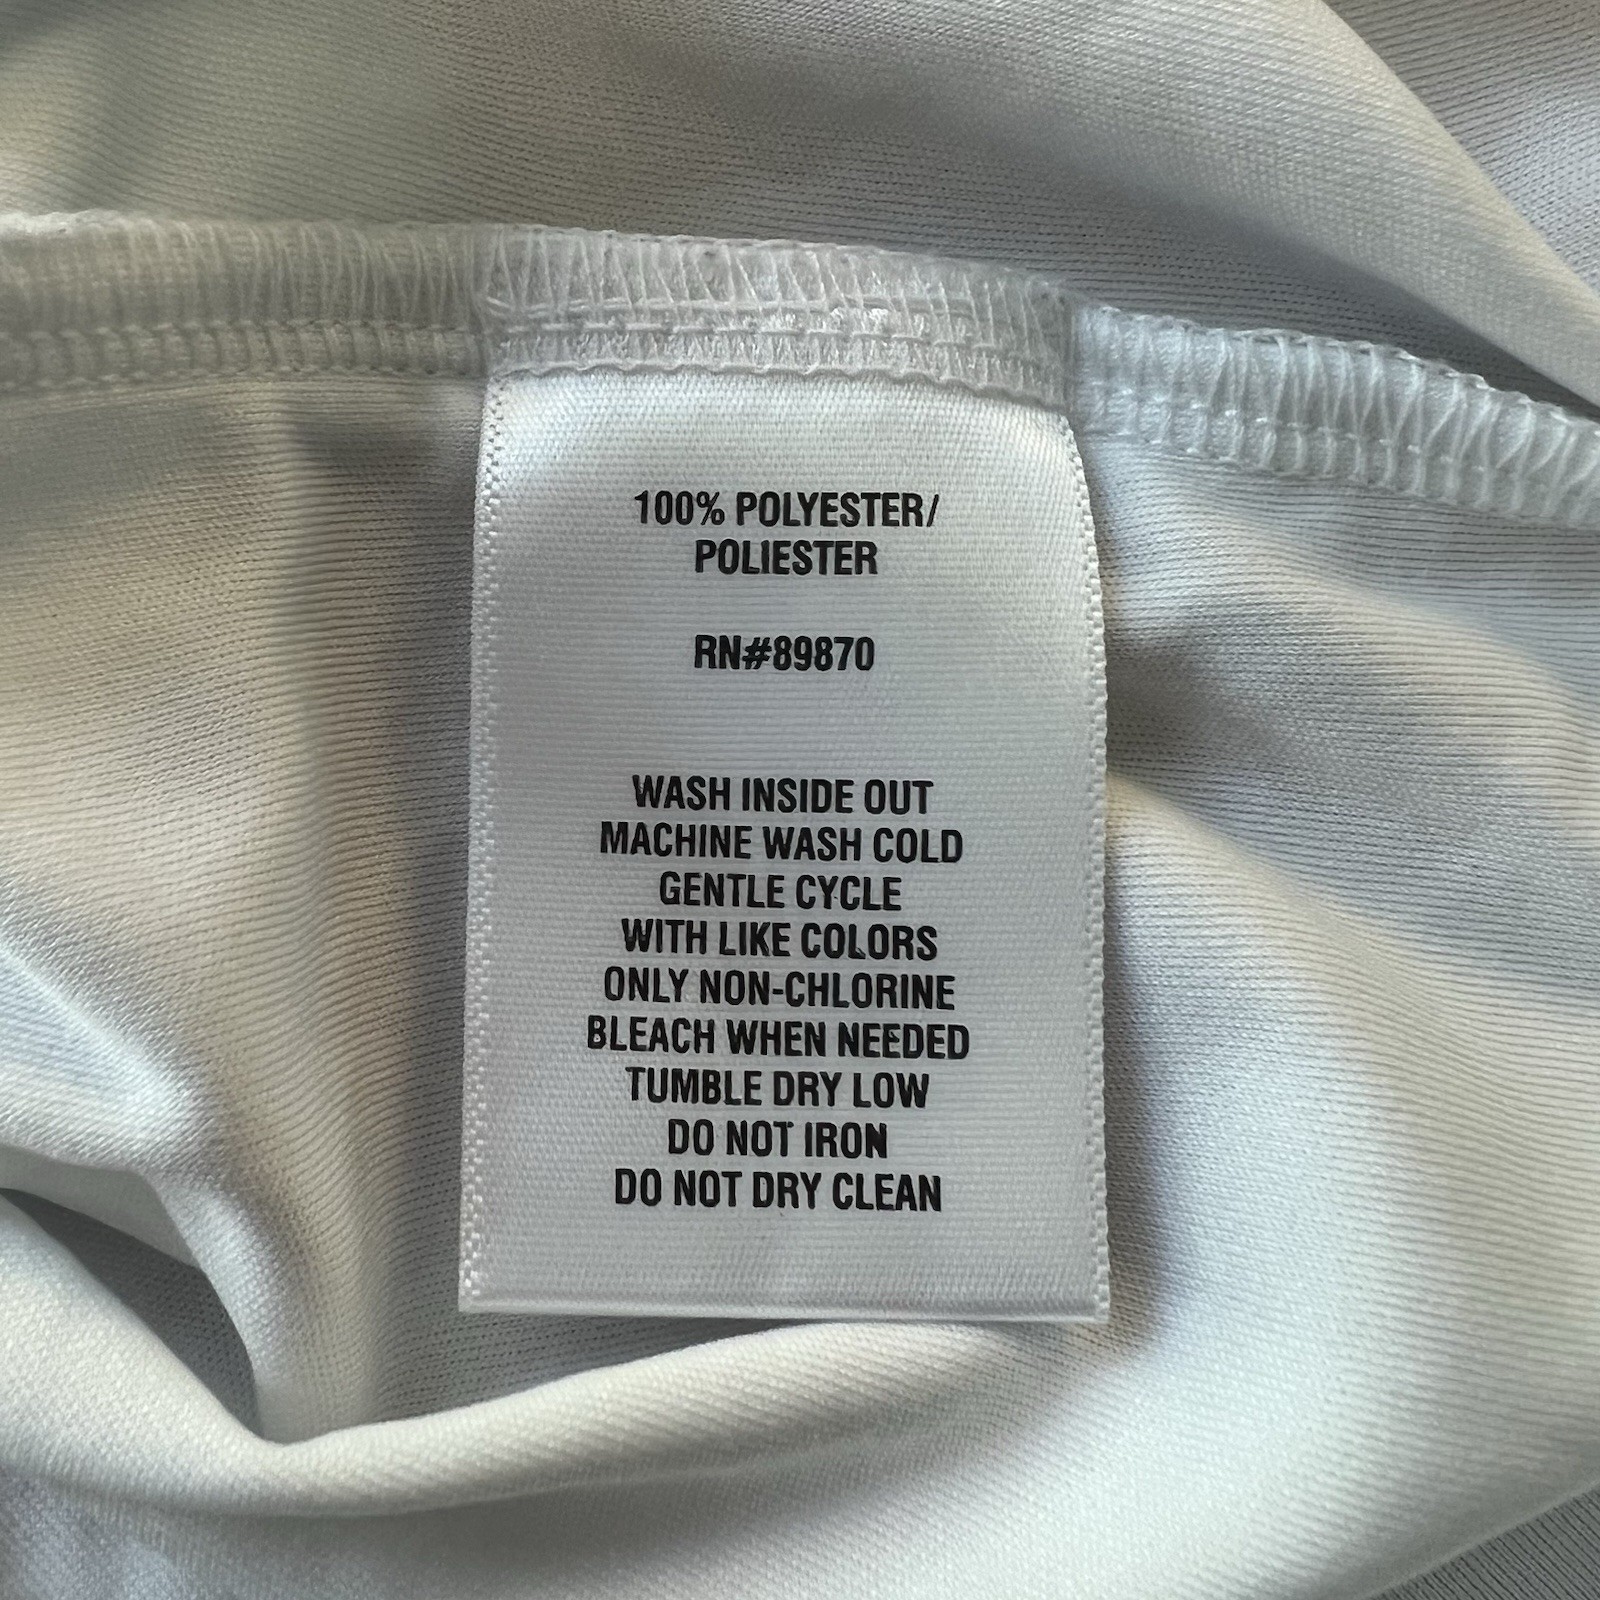 100% POLYESTER/
POLIESTER
RN#89870
WASH INSIDE OUT
MACHINE WASH COLD
GENTLE CYCLE
WITH LIKE COLORS
ONLY NON-CHLORINE
BLEACH WHEN NEEDED
TUMBLE DRY LOW
DO NOT IRON
DO NOT DRY CLEAN